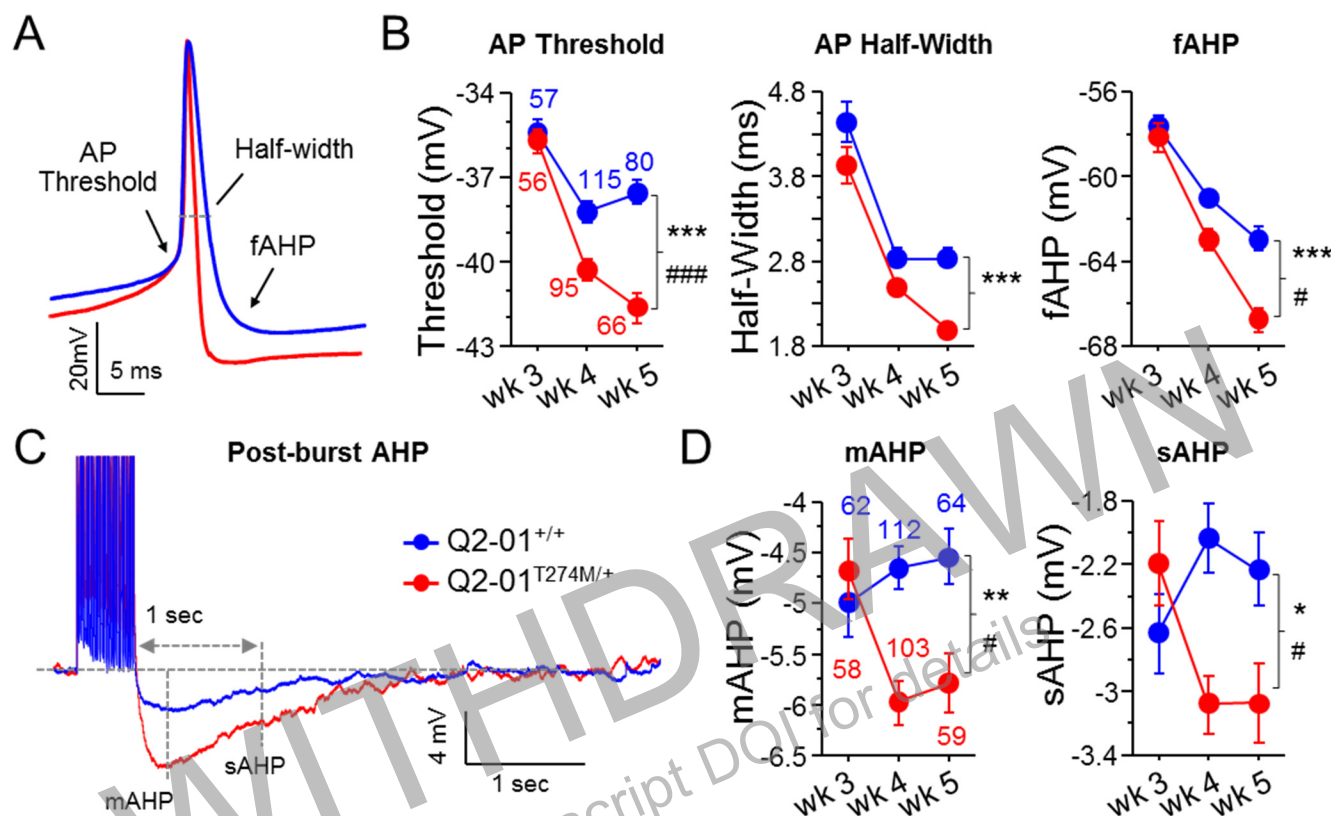 A
AP
Threshold
Half-width
fAHP
20mV
5 ms
B
AP Threshold
Threshold (mV)
-34
-37
-40
-43
57
56
115
95
80
66
***
###
wk 3
wk 4
wk 5
AP Half-Width
Half-Width (ms)
4.8
3.8
2.8
1.8
***
wk 3
wk 4
wk 5
fAHP
fAHP (mV)
-56
-60
-64
-68
***
#
wk 3
wk 4
wk 5
C
Post-burst AHP
Q2-01+/+
Q2-01T274M/+
1 sec
sAHP
mAHP
4 mV
1 sec
D
mAHP
mAHP (mV)
-4
-4.5
-5
-5.5
-6
-6.5
62
112
64
58
103
59
**
#
wk 3
wk 4
wk 5
sAHP
sAHP (mV)
-1.8
-2.2
-2.6
-3
-3.4
*
#
wk 3
wk 4
wk 5
WITHDRAWN
script DOI for details